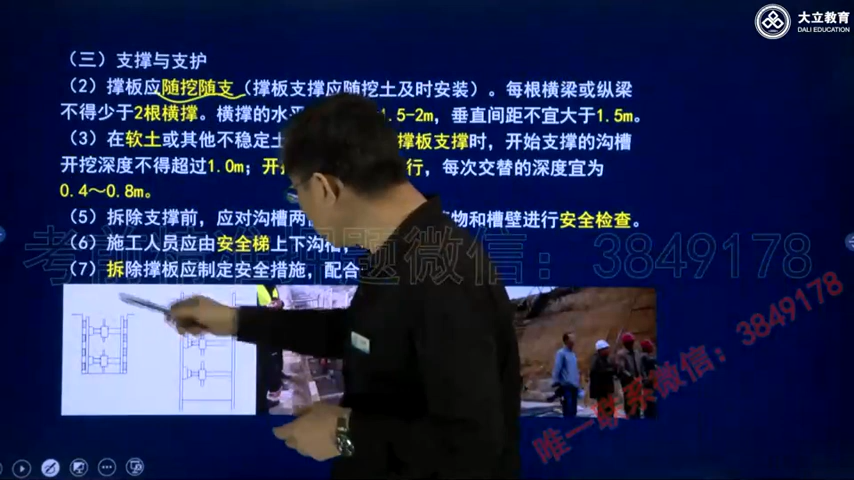 大立教育
DALI EDUCATION
（三）支撑与支护
（2）撑板应随挖随支（撑板支撑应随挖土及时安装）。每根横梁或纵梁
不得少于2根横撑。横撑的水平 1.5-2m，垂直间距不宜大于1.5m。
（3）在软土或其他不稳定土 撑板支撑时，开始支撑的沟槽
开挖深度不得超过1.0m；开挖 行，每次交替的深度宜为
0.4～0.8m。
（5）拆除支撑前，应对沟槽两 物和槽壁进行安全检查。
（6）施工人员应由安全梯上下沟槽，
（7）拆除撑板应制定安全措施，配合
微信：3849178
唯一联系微信：3849178